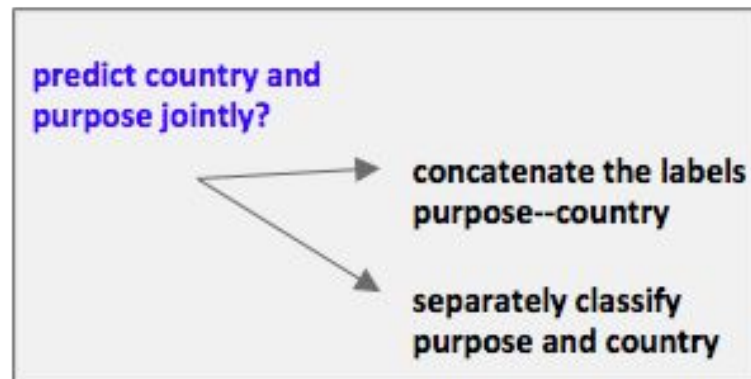 predict country and
purpose jointly?
concatenate the labels
purpose--country
separately classify
purpose and country